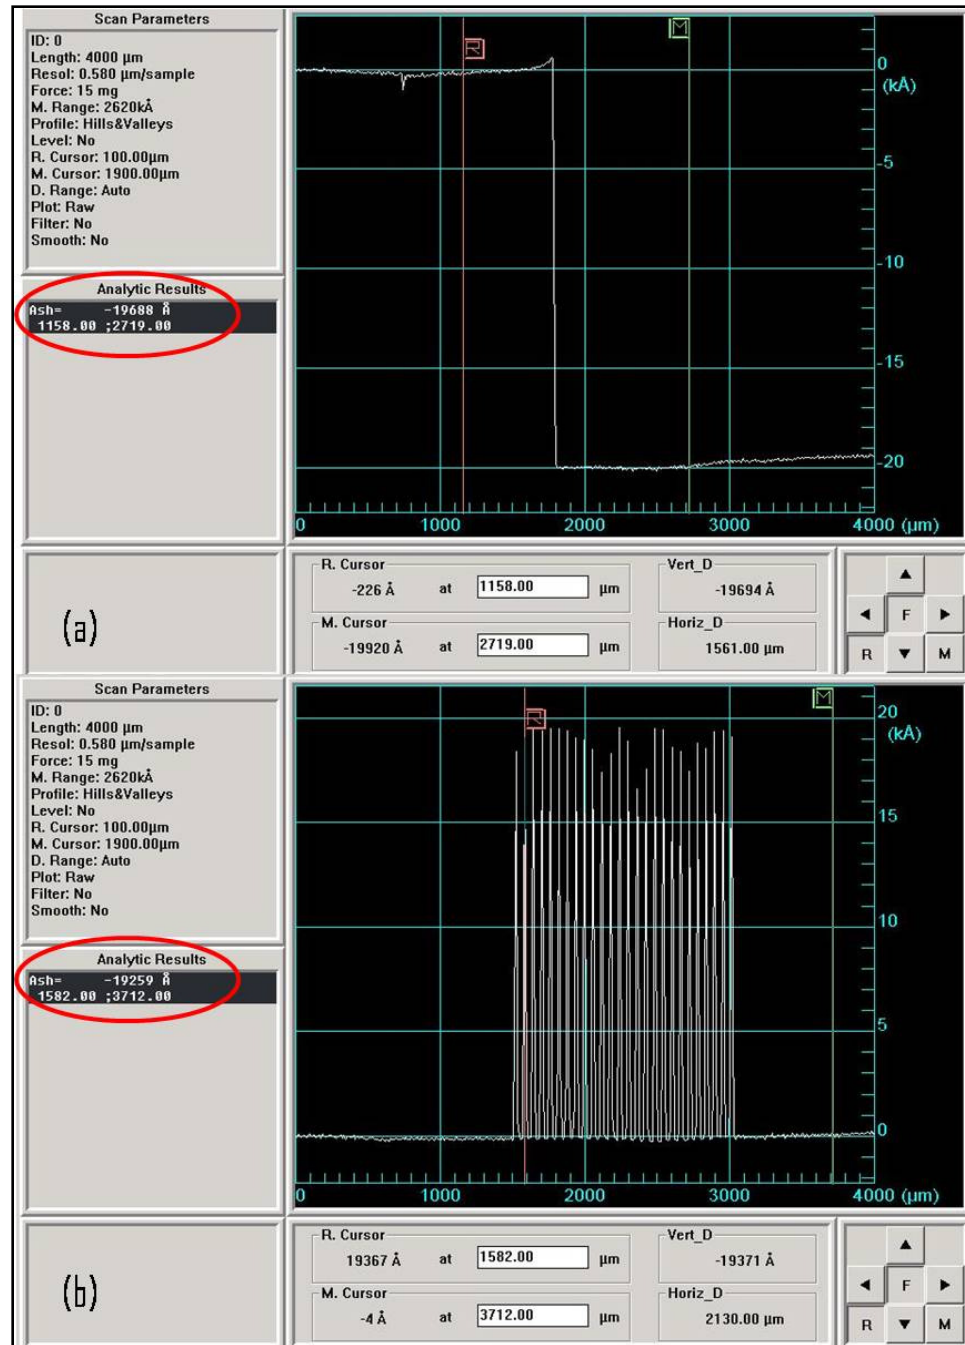 Scan Parameters
ID: 0
Length: 4000 µm
Resol: 0.580 µm/sample
Force: 15 mg
M. Range: 2620kÅ
Profile: Hills&Valleys
Level: No
R. Cursor: 100.00µm
M. Cursor: 1900.00µm
D. Range: Auto
Plot: Raw
Filter: No
Smooth: No
Analytic Results
Ash= -19688 Å
1158.00 ;2719.00
R
M
0
(kÅ)
-5
-10
-15
-20
0 1000 2000 3000 4000 (µm)
(a)
R. Cursor
-226 Å at 1158.00 µm
M. Cursor
-19920 Å at 2719.00 µm
Vert_D
-19694 Å
Horiz_D
1561.00 µm
F
R M
Scan Parameters
ID: 0
Length: 4000 µm
Resol: 0.580 µm/sample
Force: 15 mg
M. Range: 2620kÅ
Profile: Hills&Valleys
Level: No
R. Cursor: 100.00µm
M. Cursor: 1900.00µm
D. Range: Auto
Plot: Raw
Filter: No
Smooth: No
Analytic Results
Ash= -19259 Å
1582.00 ;3712.00
R
M
20
(kÅ)
15
10
5
0
0 1000 2000 3000 4000 (µm)
(b)
R. Cursor
19367 Å at 1582.00 µm
M. Cursor
-4 Å at 3712.00 µm
Vert_D
-19371 Å
Horiz_D
2130.00 µm
F
R M